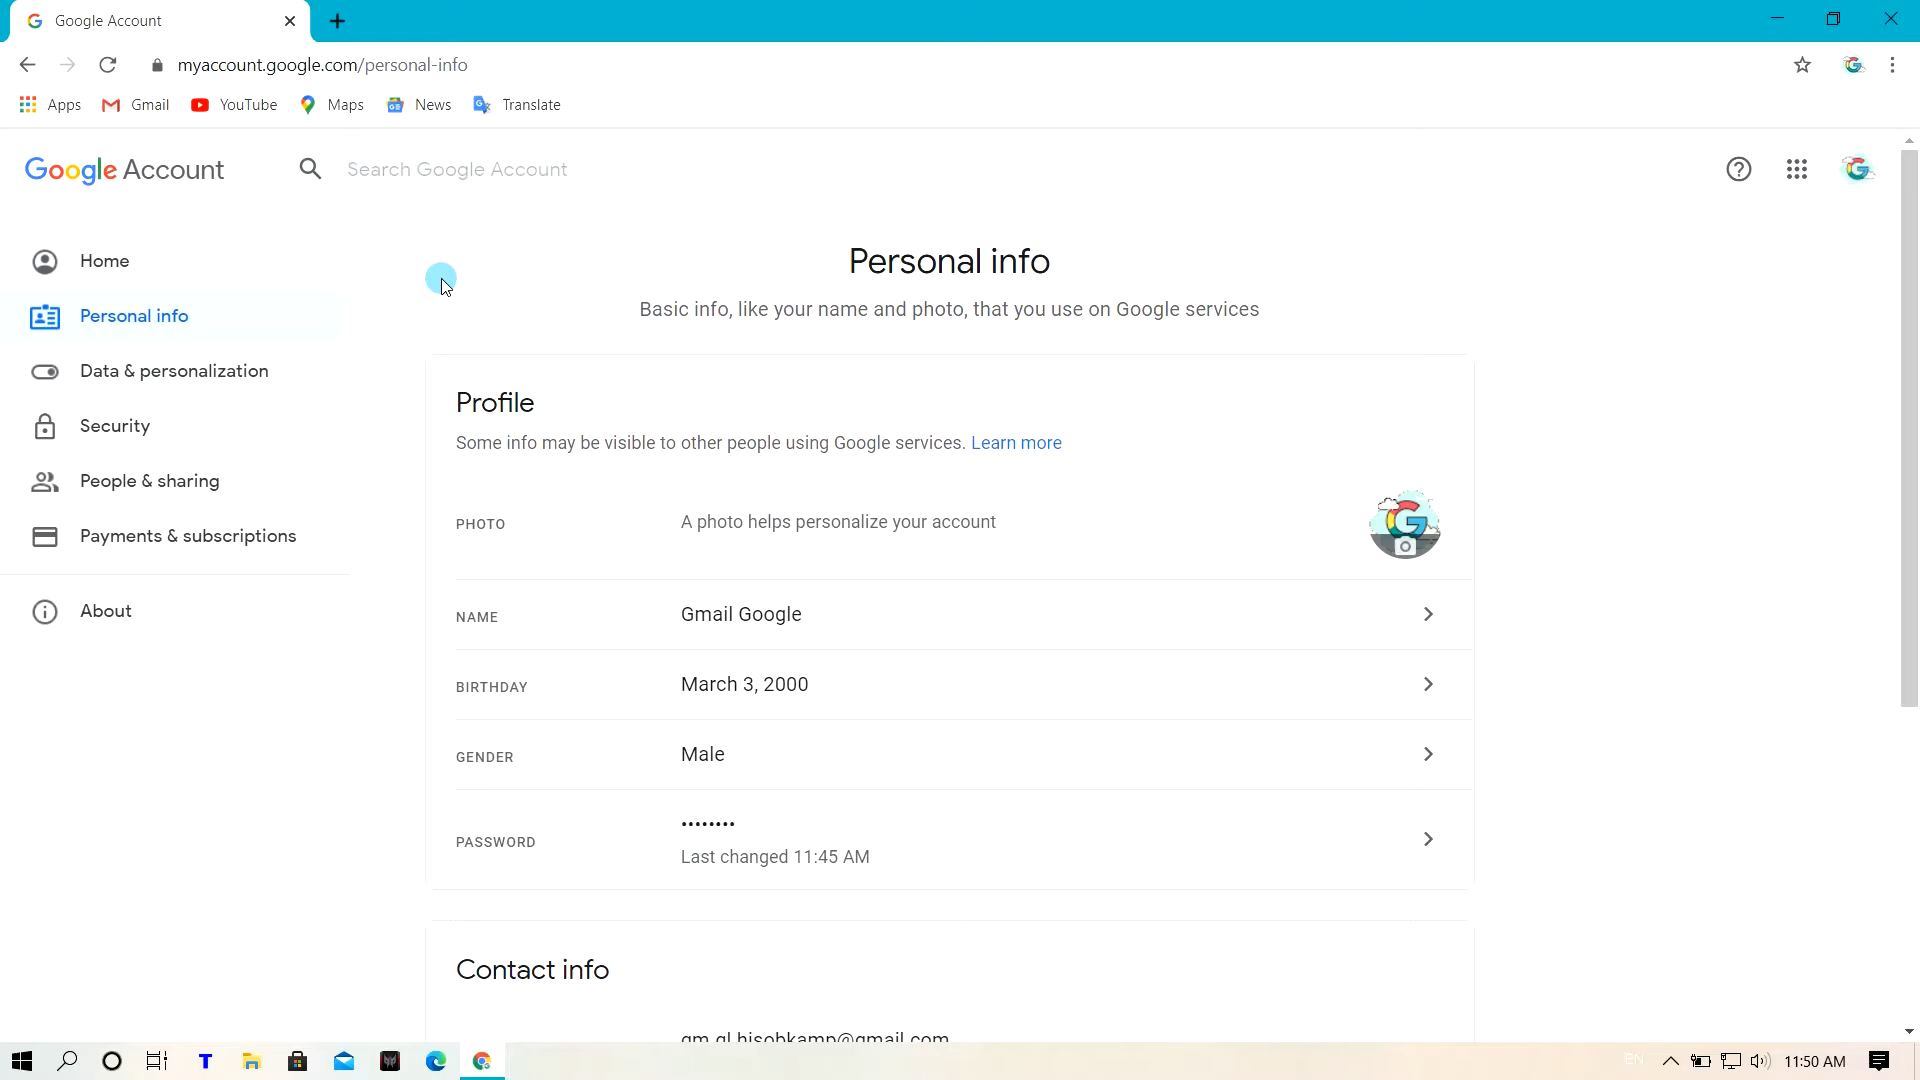 Google Account
myaccount.google.com/personal-info
Apps Gmail YouTube Maps News Translate
Google Account Search Google Account
Home
Personal info
Data & personalization
Security
People & sharing
Payments & subscriptions
About
Personal info
Basic info, like your name and photo, that you use on Google services
Profile
Some info may be visible to other people using Google services. Learn more
PHOTO A photo helps personalize your account
NAME Gmail Google
BIRTHDAY March 3, 2000
GENDER Male
PASSWORD ••••••••
Last changed 11:45 AM
Contact info
11:50 AM